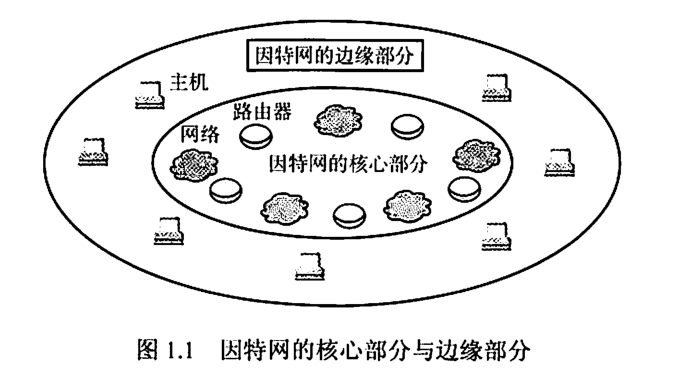 因特网的边缘部分
主机
路由器
网络
因特网的核心部分
图 1.1 因特网的核心部分与边缘部分